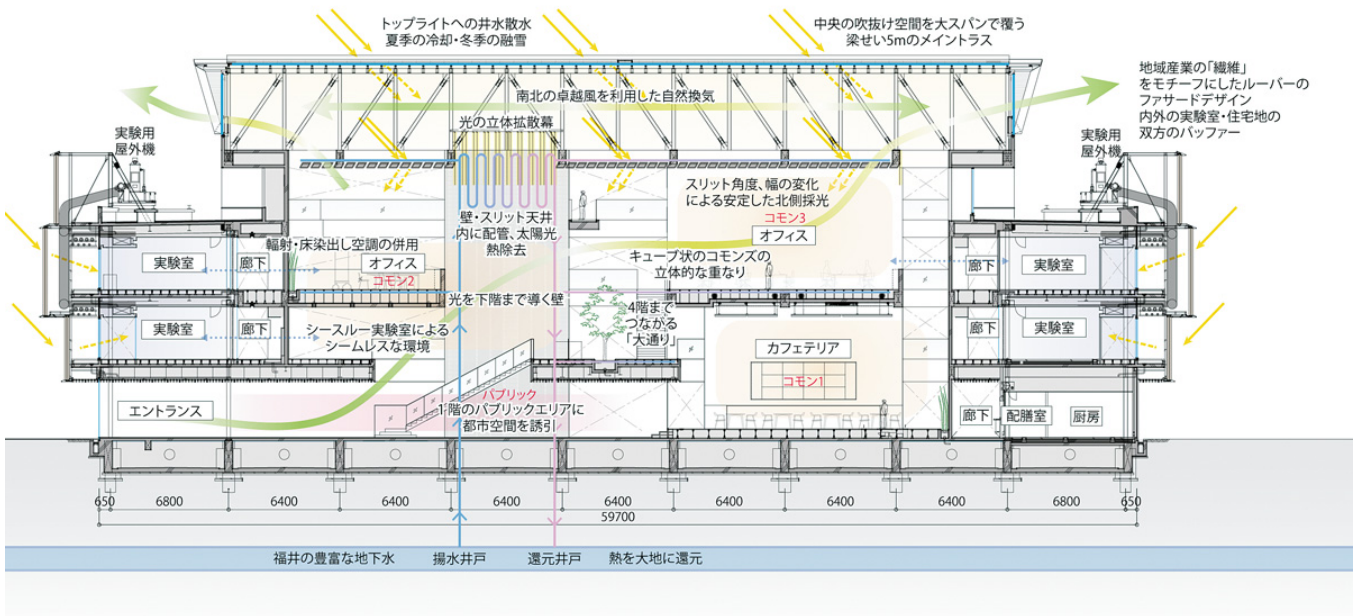 トップライトへの井水散水
夏季の冷却・冬季の融雪
中央の吹抜け空間を大スパンで覆う
梁せい5mのメイントラス
地域産業の「繊維」
をモチーフにしたルーバーの
ファサードデザイン
内外の実験室・住宅地の
双方のバッファー
南北の卓越風を利用した自然換気
光の立体拡散幕
実験用
屋外機
実験用
屋外機
スリット角度、幅の変化
による安定した北側採光
コモン3
オフィス
壁・スリット天井
内に配管、太陽光
熱除去
輻射・床染出し空調の併用
オフィス
コモン2
キューブ状のコモンズの
立体的な重なり
実験室
廊下
廊下
実験室
光を下階まで導く壁
4階まで
つながる
「大通り」
実験室
廊下
シースルー実験室による
シームレスな環境
カフェテリア
コモン1
廊下
実験室
エントランス
パブリック
1階のパブリックエリアに
都市空間を誘引
廊下
配膳室
厨房
650 6800 6400 6400 6400 6400 6400 6400 6400 6800 650
59700
福井の豊富な地下水
揚水井戸
還元井戸
熱を大地に還元